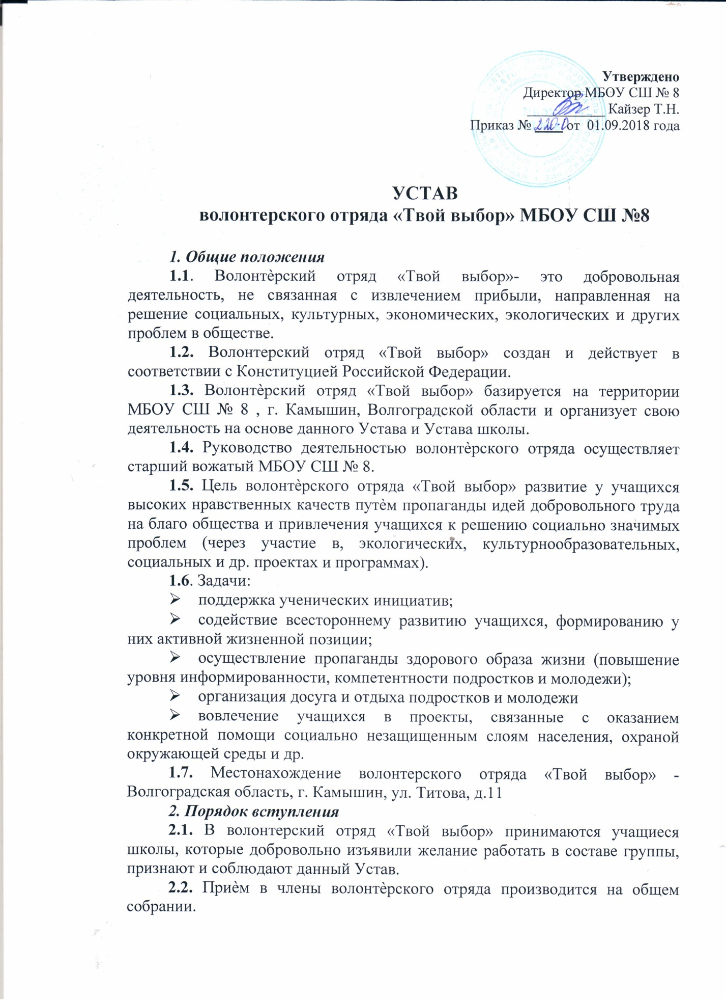 Утверждено
Директор МБОУ СШ № 8
Кайзер Т.Н.
Приказ № 220-О от 01.09.2018 года
УСТАВ
волонтерского отряда «Твой выбор» МБОУ СШ №8
1. Общие положения
1.1. Волонтѐрский отряд «Твой выбор»- это добровольная
деятельность, не связанная с извлечением прибыли, направленная на
решение социальных, культурных, экономических, экологических и других
проблем в обществе.
1.2. Волонтерский отряд «Твой выбор» создан и действует в
соответствии с Конституцией Российской Федерации.
1.3. Волонтѐрский отряд «Твой выбор» базируется на территории
МБОУ СШ № 8 , г. Камышин, Волгоградской области и организует свою
деятельность на основе данного Устава и Устава школы.
1.4. Руководство деятельностью волонтѐрского отряда осуществляет
старший вожатый МБОУ СШ № 8.
1.5. Цель волонтѐрского отряда «Твой выбор» развитие у учащихся
высоких нравственных качеств путѐм пропаганды идей добровольного труда
на благо общества и привлечения учащихся к решению социально значимых
проблем (через участие в, экологических, культурнообразовательных,
социальных и др. проектах и программах).
1.6. Задачи:
➢ поддержка ученических инициатив;
➢ содействие всестороннему развитию учащихся, формированию у
них активной жизненной позиции;
➢ осуществление пропаганды здорового образа жизни (повышение
уровня информированности, компетентности подростков и молодежи);
➢ организация досуга и отдыха подростков и молодежи
➢ вовлечение учащихся в проекты, связанные с оказанием
конкретной помощи социально незащищенным слоям населения, охраной
окружающей среды и др.
1.7. Местонахождение волонтерского отряда «Твой выбор» -
Волгоградская область, г. Камышин, ул. Титова, д.11
2. Порядок вступления
2.1. В волонтерский отряд «Твой выбор» принимаются учащиеся
школы, которые добровольно изъявили желание работать в составе группы,
признают и соблюдают данный Устав.
2.2. Приѐм в члены волонтѐрского отряда производится на общем
собрании.